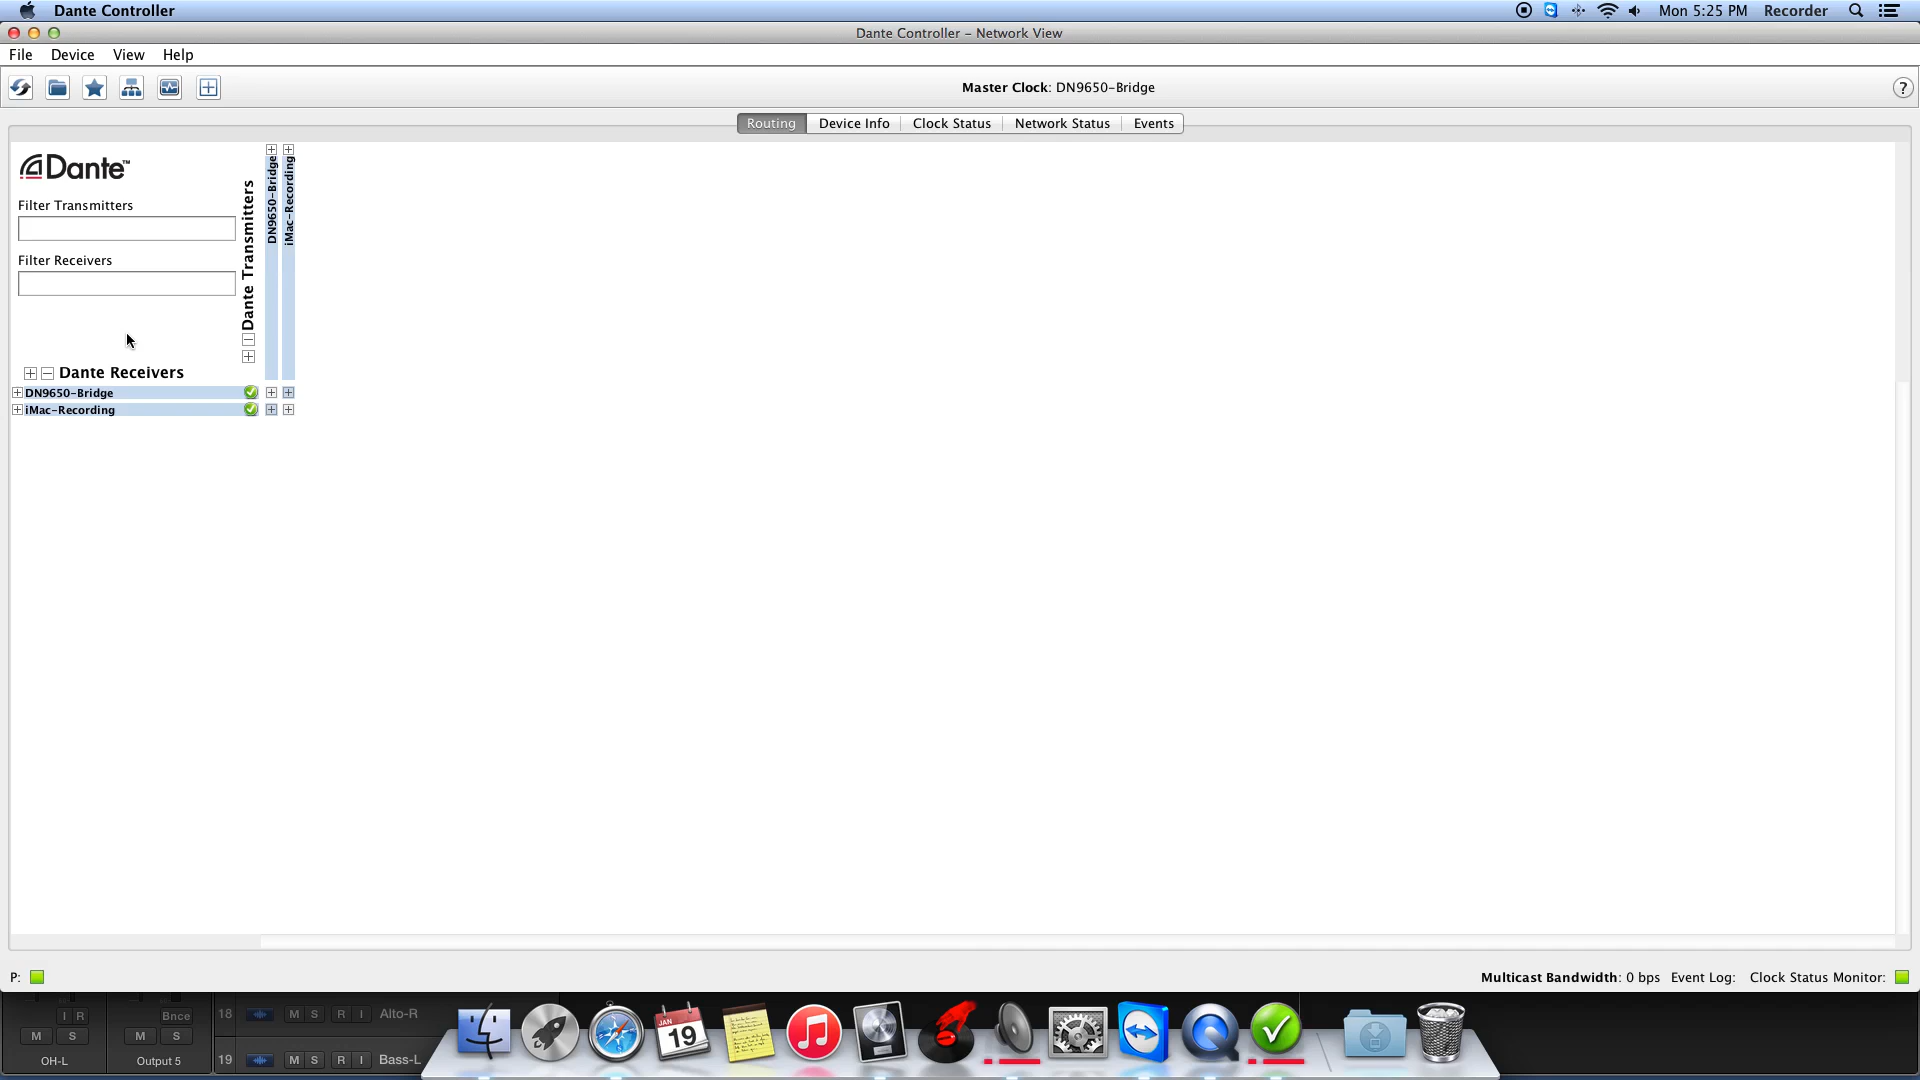 Dante Controller
Mon 5:25 PM Recorder
Dante Controller – Network View
File Device View Help
Master Clock: DN9650-Bridge
?
Routing Device Info Clock Status Network Status Events
Dante™
Filter Transmitters
Filter Receivers
Dante Transmitters
DN9650-Bridge
iMac-Recording
Dante Receivers
DN9650-Bridge
iMac-Recording
P:
Multicast Bandwidth: 0 bps Event Log: Clock Status Monitor:
I R Bnce 18 M S R I Alto-R
M S M S
OH-L Output 5 19 M S R I Bass-L
JAN
19